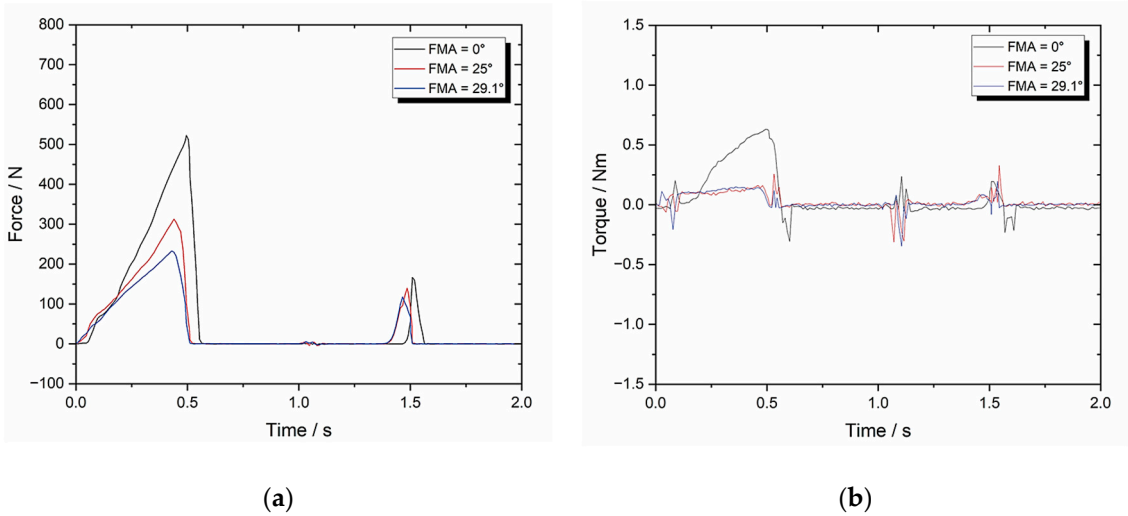 800
700
600
500
400
300
200
100
0
−100
0.0 0.5 1.0 1.5 2.0
Force / N
Time / s
FMA = 0°
FMA = 25°
FMA = 29.1°
(a)
1.5
1.0
0.5
0.0
−0.5
−1.0
−1.5
0.0 0.5 1.0 1.5 2.0
Torque / Nm
Time / s
FMA = 0°
FMA = 25°
FMA = 29.1°
(b)